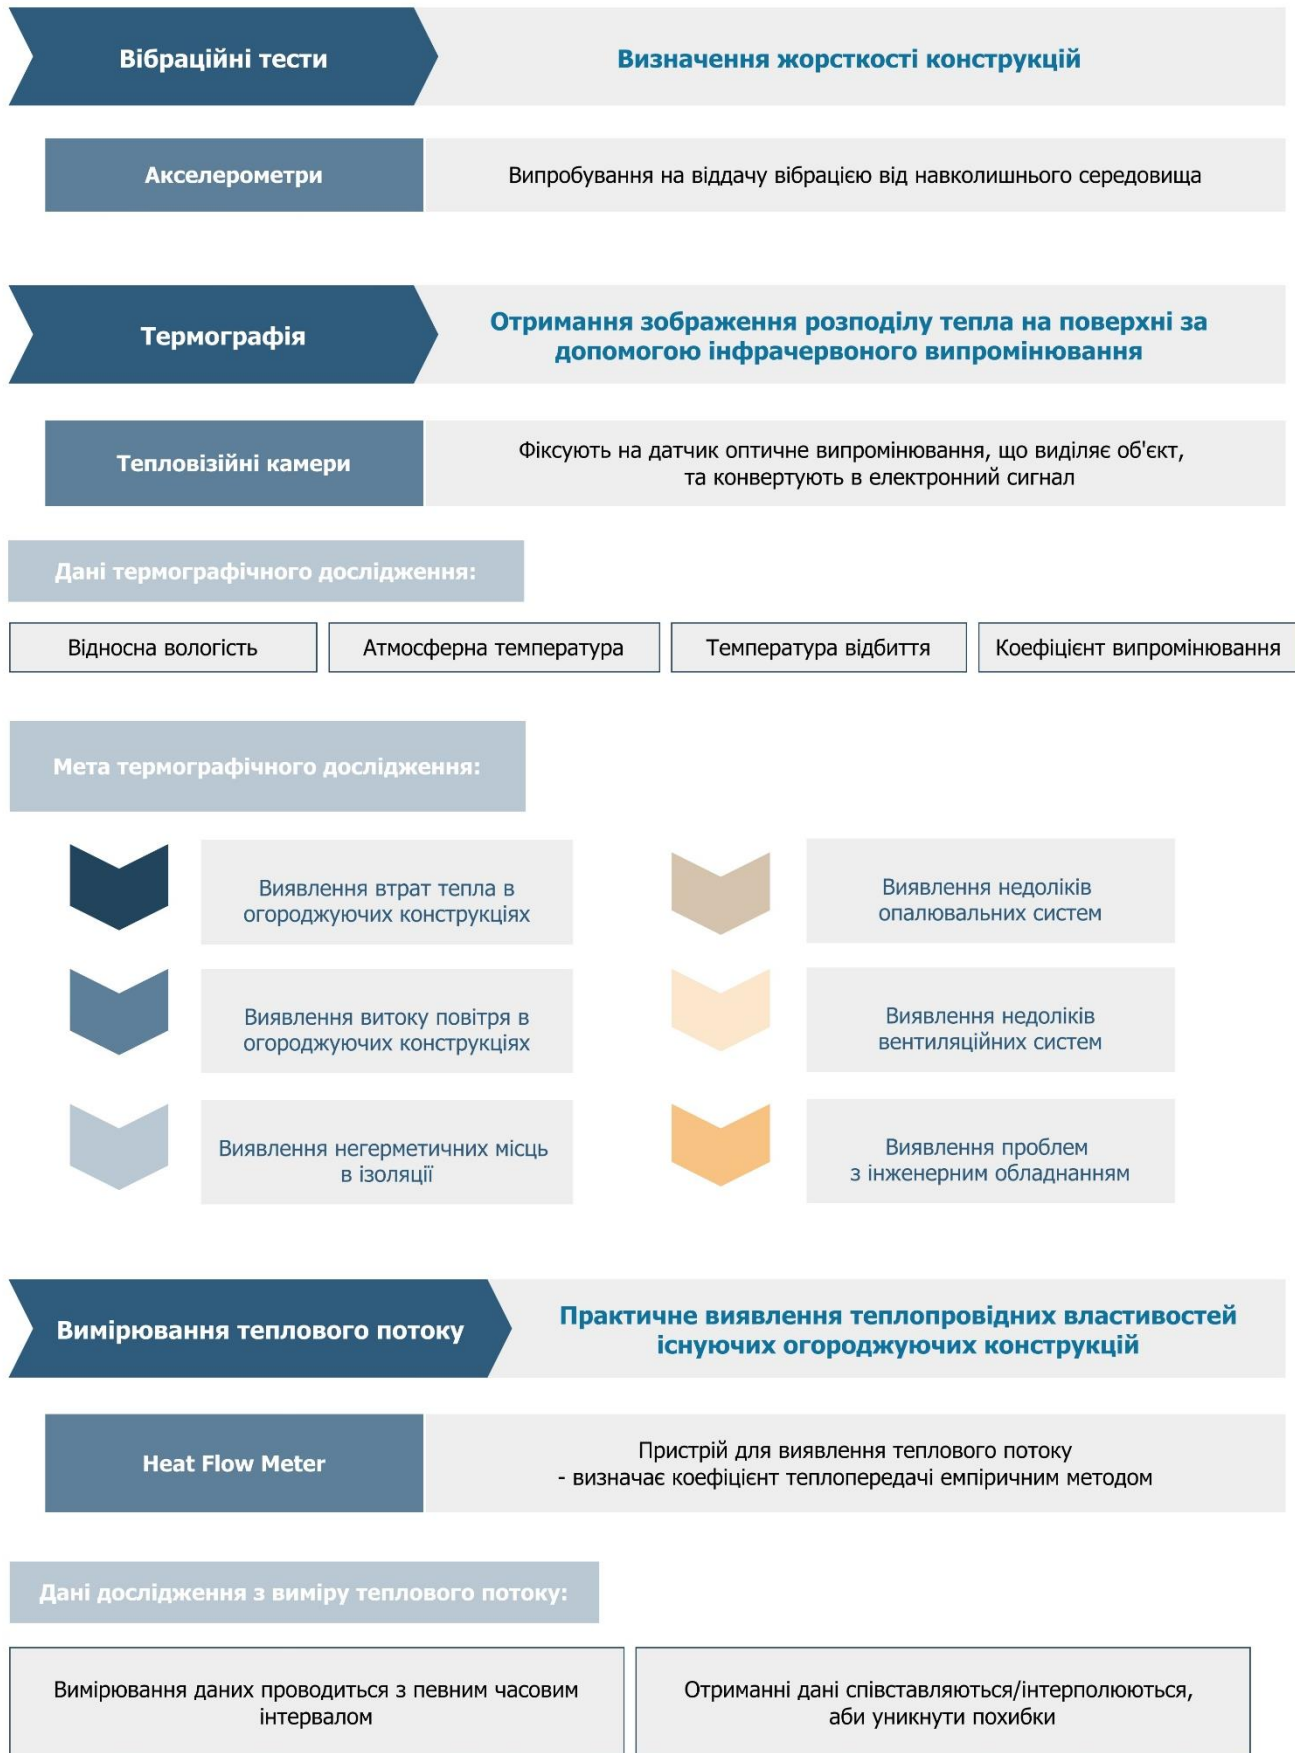 Вібраційні тести
Визначення жорсткості конструкцій
Акселерометри
Випробування на віддачу вібрацією від навколишнього середовища
Термографія
Отримання зображення розподілу тепла на поверхні за
допомогою інфрачервоного випромінювання
Тепловізійні камери
Фіксують на датчик оптичне випромінювання, що виділяє об'єкт,
та конвертують в електронний сигнал
Дані термографічного дослідження:
Відносна вологість
Атмосферна температура
Температура відбиття
Коефіцієнт випромінювання
Мета термографічного дослідження:
Виявлення втрат тепла в
огороджуючих конструкціях
Виявлення недоліків
опалювальних систем
Виявлення витоку повітря в
огороджуючих конструкціях
Виявлення недоліків
вентиляційних систем
Виявлення негерметичних місць
в ізоляції
Виявлення проблем
з інженерним обладнанням
Вимірювання теплового потоку
Практичне виявлення теплопровідних властивостей
існуючих огороджуючих конструкцій
Heat Flow Meter
Пристрій для виявлення теплового потоку
- визначає коефіцієнт теплопередачі емпіричним методом
Дані дослідження з виміру теплового потоку:
Вимірювання даних проводиться з певним часовим
інтервалом
Отриманні дані співставляються/інтерполюються,
аби уникнути похибки